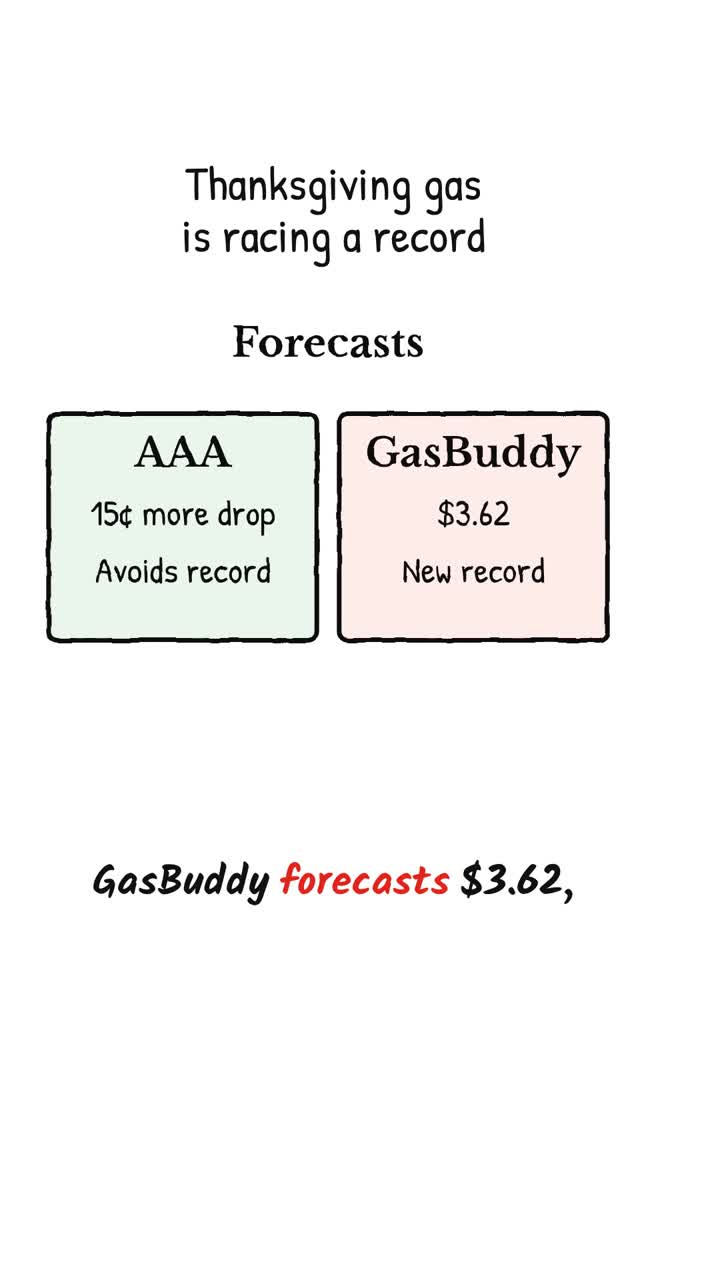 Thanksgiving gas
is racing a record
Forecasts
AAA
15¢ more drop
Avoids record
GasBuddy
$3.62
New record
GasBuddy forecasts $3.62,